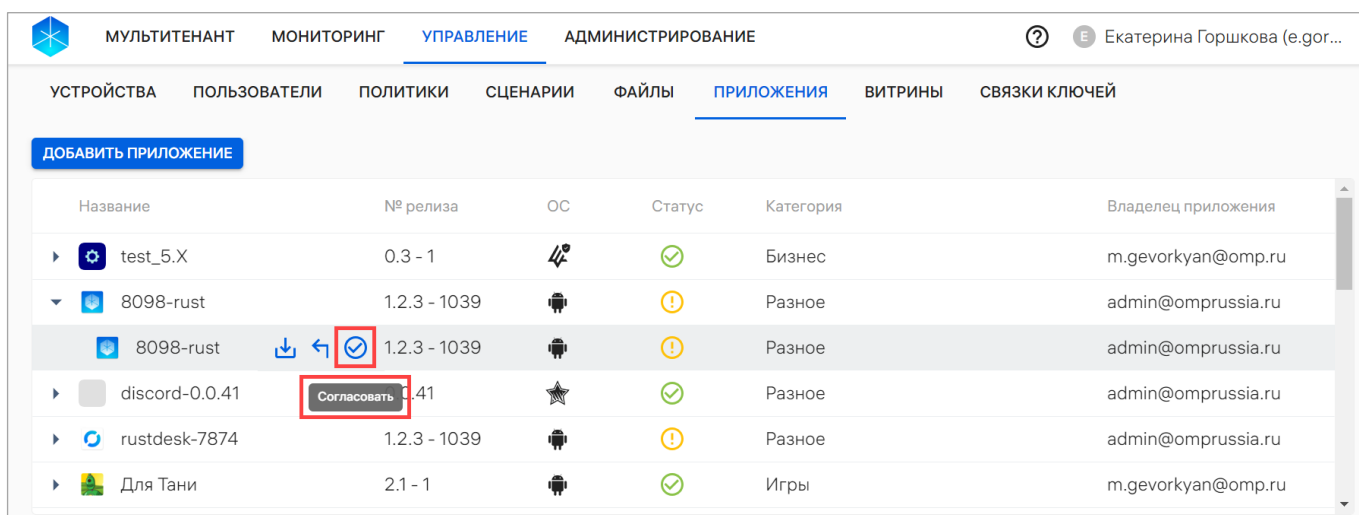 МУЛЬТИТЕНАНТ МОНИТОРИНГ УПРАВЛЕНИЕ АДМИНИСТРИРОВАНИЕ ? E Екатерина Горшкова (e.gor...
УСТРОЙСТВА ПОЛЬЗОВАТЕЛИ ПОЛИТИКИ СЦЕНАРИИ ФАЙЛЫ ПРИЛОЖЕНИЯ ВИТРИНЫ СВЯЗКИ КЛЮЧЕЙ
ДОБАВИТЬ ПРИЛОЖЕНИЕ
Название № релиза ОС Статус Категория Владелец приложения
test_5.X 0.3 - 1 Бизнес m.gevorkyan@omp.ru
8098-rust 1.2.3 - 1039 Разное admin@omprussia.ru
8098-rust 1.2.3 - 1039 Разное admin@omprussia.ru
discord-0.0.41 Согласовать 0.41 Разное admin@omprussia.ru
rustdesk-7874 1.2.3 - 1039 Разное admin@omprussia.ru
Для Тани 2.1 - 1 Игры m.gevorkyan@omp.ru